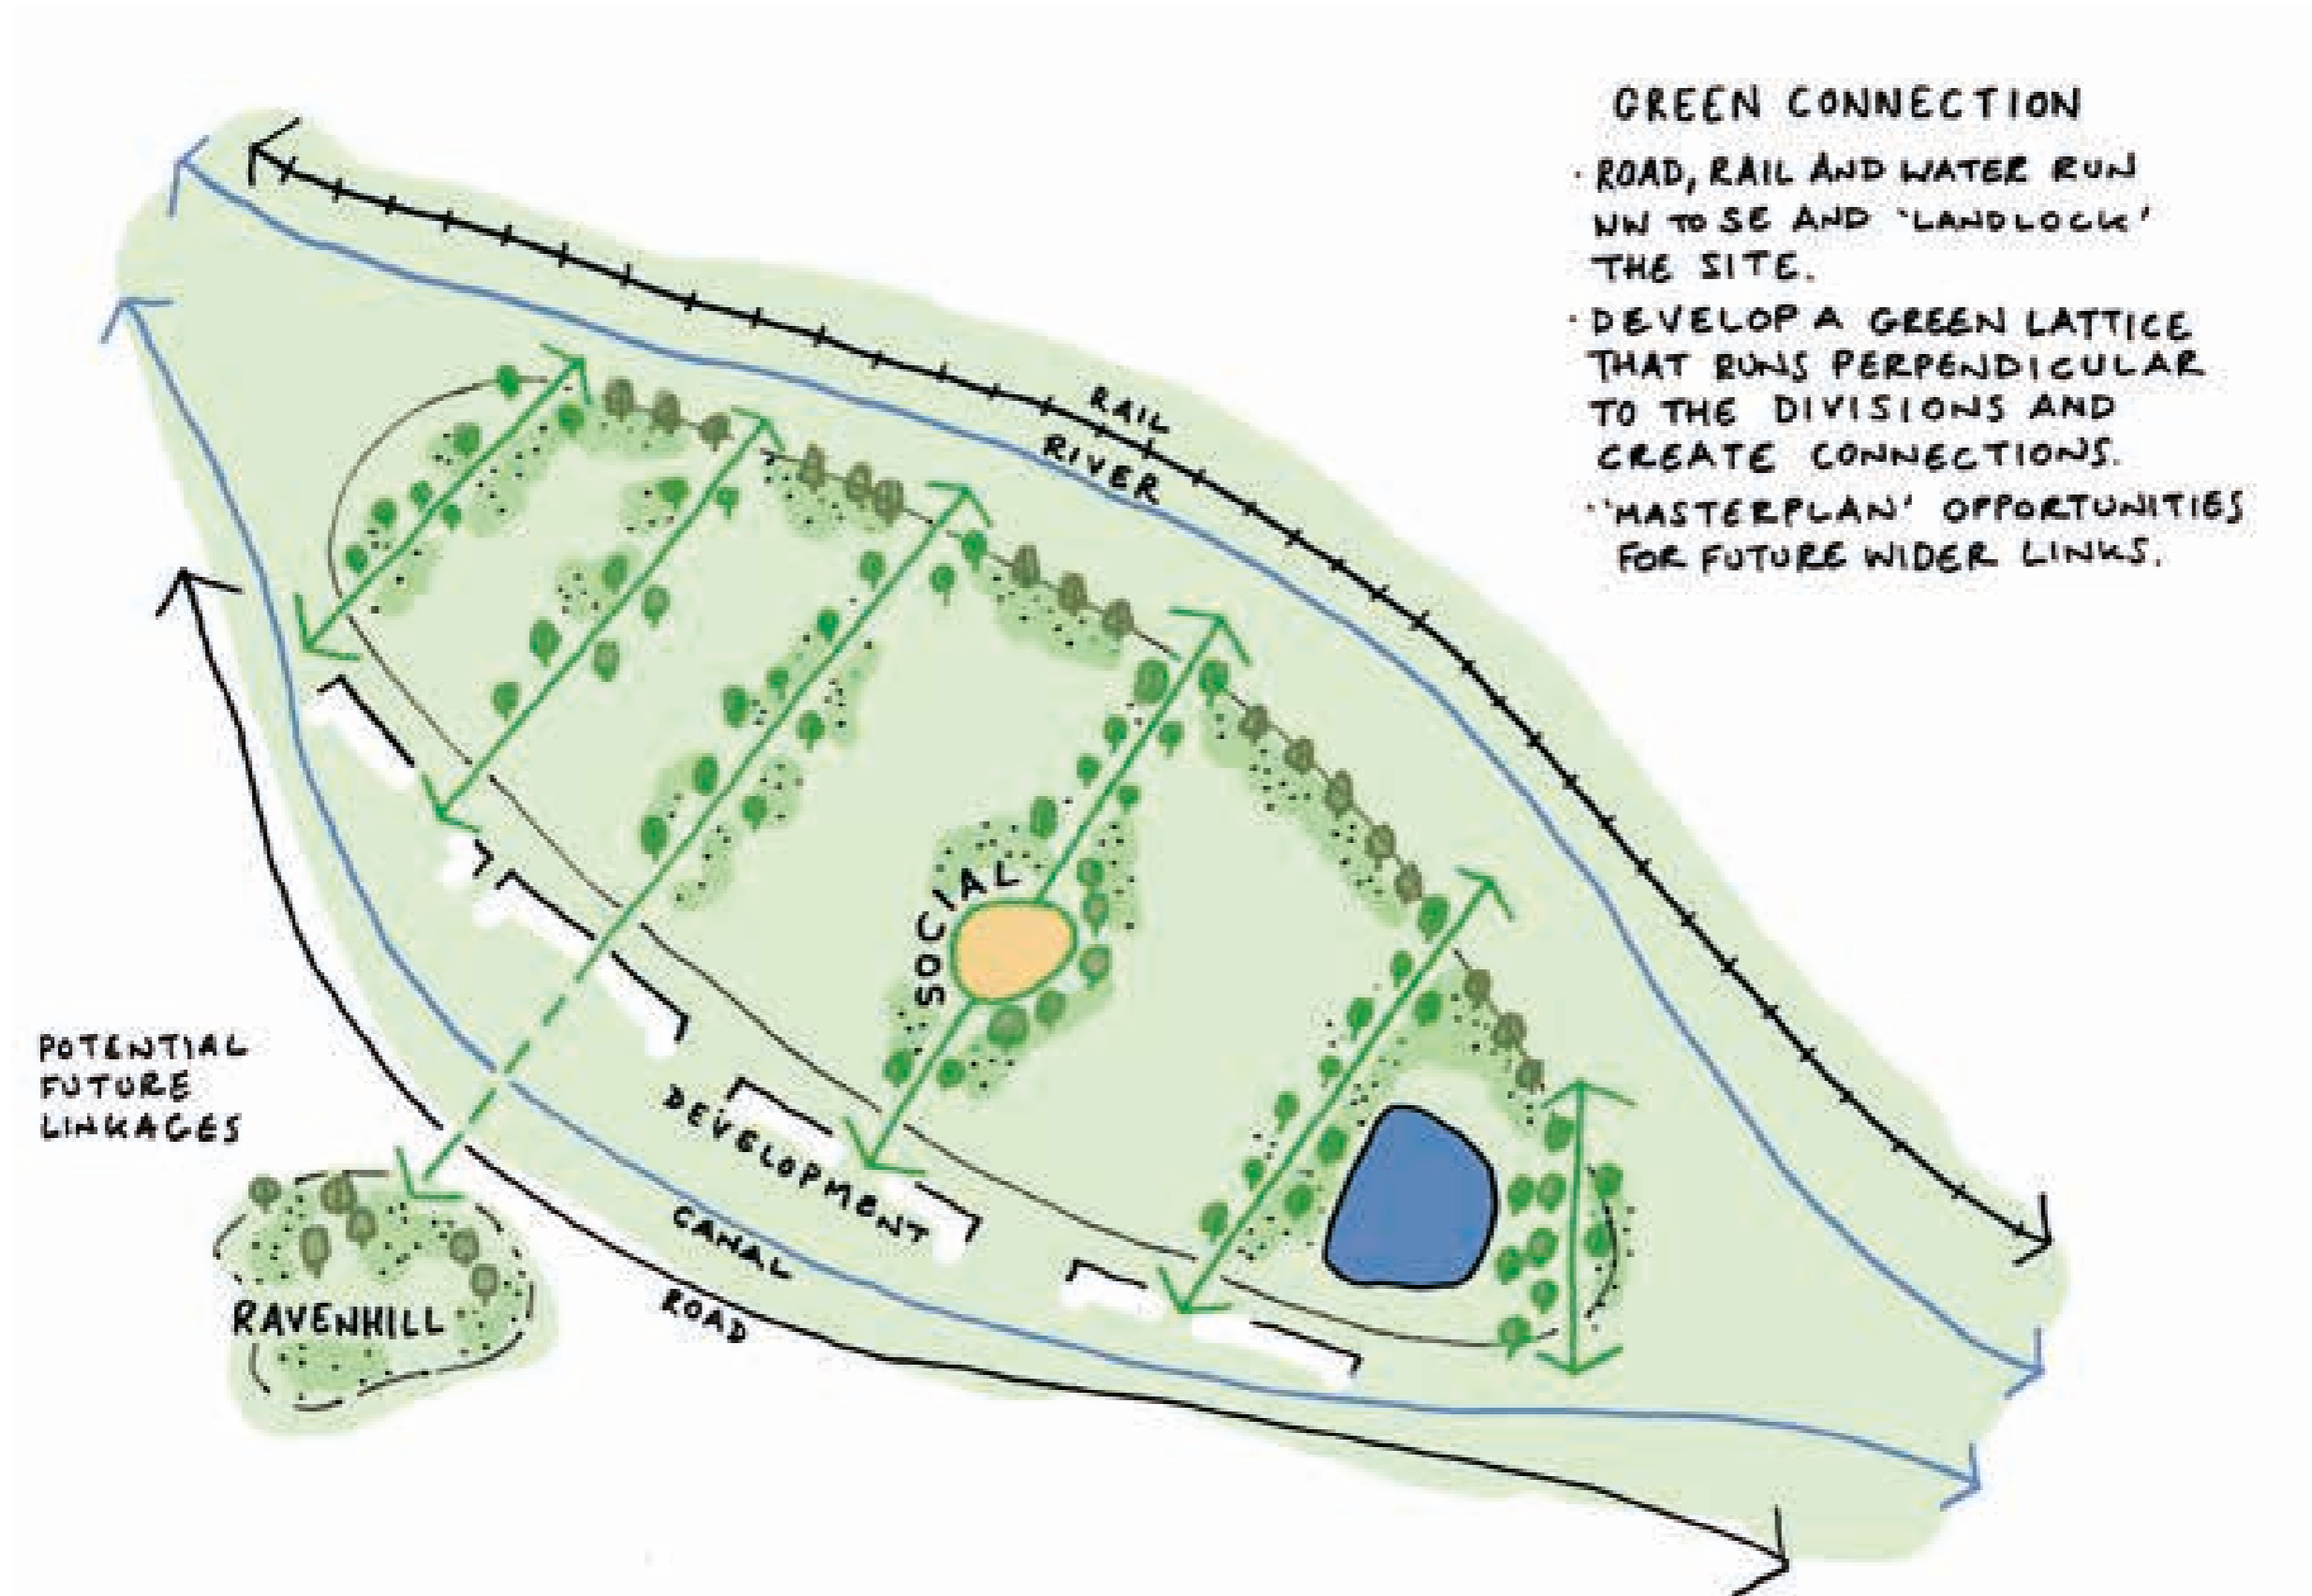 GREEN CONNECTION
· ROAD, RAIL AND WATER RUN
NW TO SE AND 'LANDLOCK'
THE SITE.
· DEVELOP A GREEN LATTICE
THAT RUNS PERPENDICULAR
TO THE DIVISIONS AND
CREATE CONNECTIONS.
· 'MASTERPLAN' OPPORTUNITIES
FOR FUTURE WIDER LINKS.
RAIL
RIVER
SOCIAL
POTENTIAL
FUTURE
LINKAGES
DEVELOPMENT
CANAL
ROAD
RAVENHILL